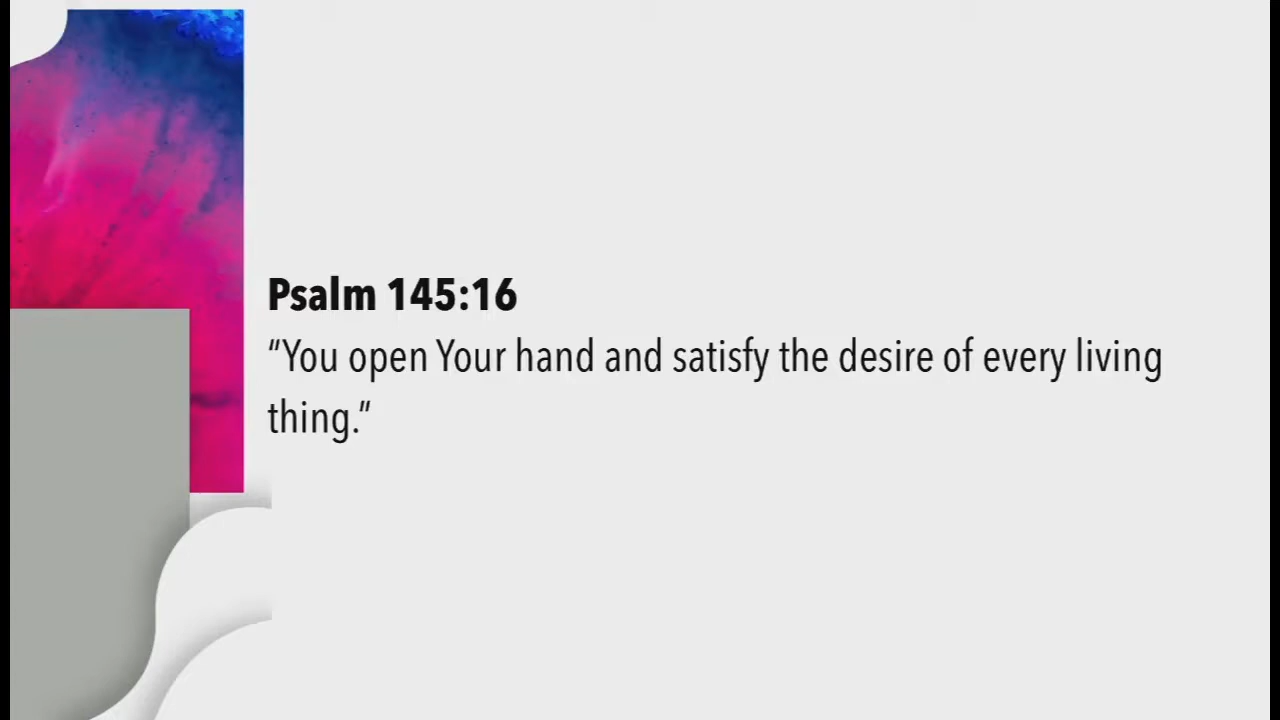 Psalm 145:16
“You open Your hand and satisfy the desire of every living
thing.”